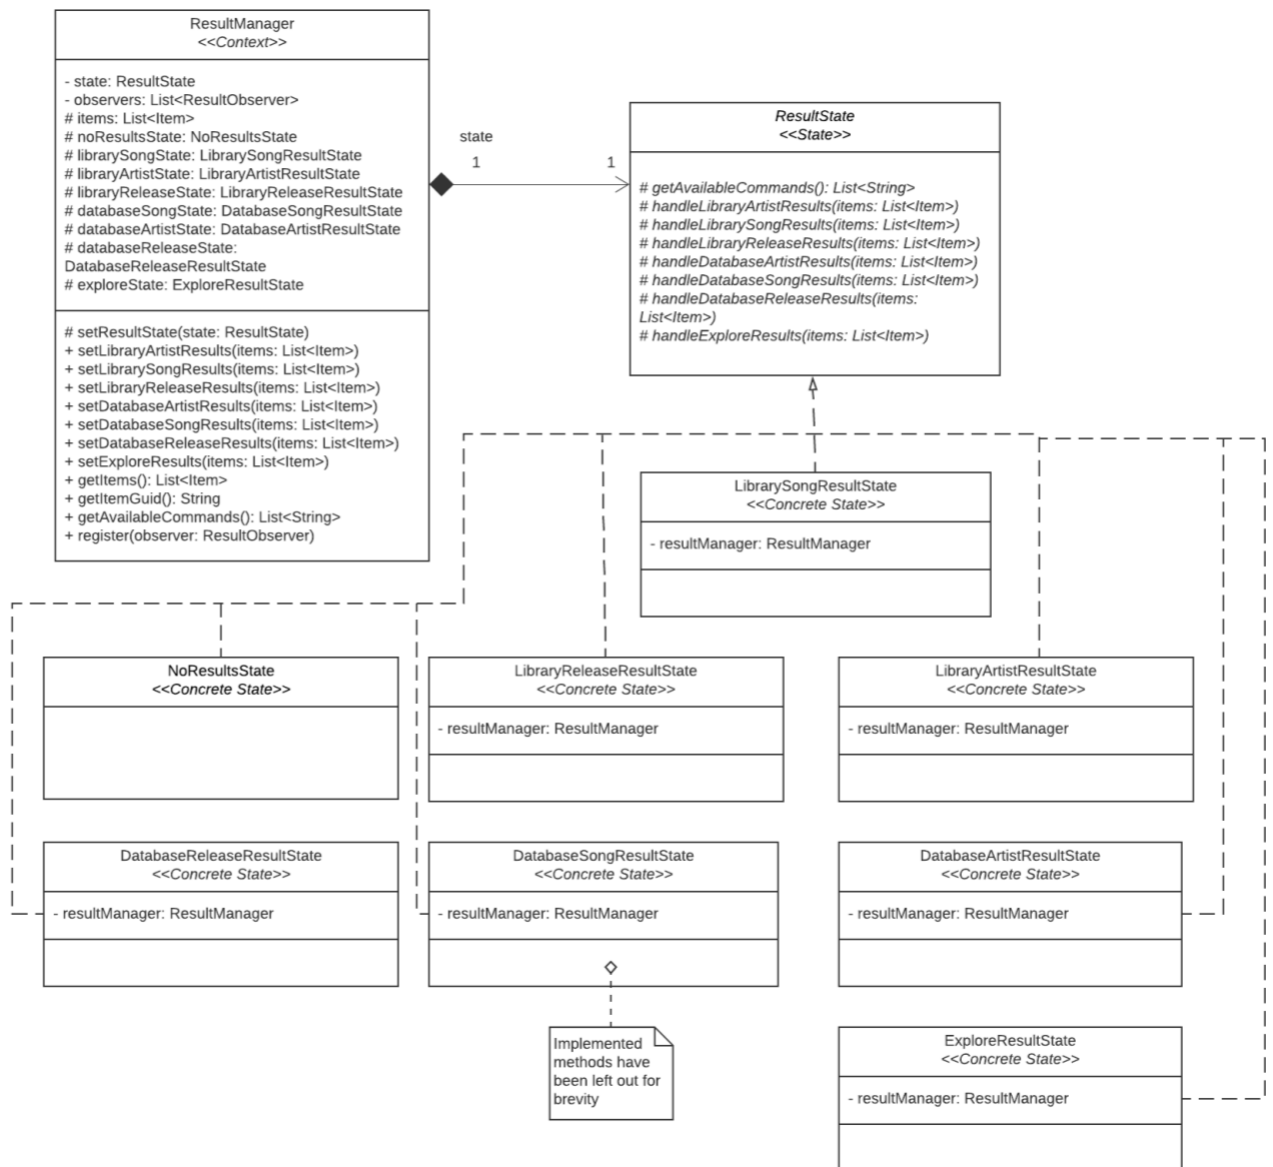 ResultManager
<<Context>>
- state: ResultState
- observers: List<ResultObserver>
# items: List<Item>
# noResultsState: NoResultsState
# librarySongState: LibrarySongResultState
# libraryArtistState: LibraryArtistResultState
# libraryReleaseState: LibraryReleaseResultState
# databaseSongState: DatabaseSongResultState
# databaseArtistState: DatabaseArtistResultState
# databaseReleaseState:
DatabaseReleaseResultState
# exploreState: ExploreResultState
# setResultState(state: ResultState)
+ setLibraryArtistResults(items: List<Item>)
+ setLibrarySongResults(items: List<Item>)
+ setLibraryReleaseResults(items: List<Item>)
+ setDatabaseArtistResults(items: List<Item>)
+ setDatabaseSongResults(items: List<Item>)
+ setDatabaseReleaseResults(items: List<Item>)
+ setExploreResults(items: List<Item>)
+ getItems(): List<Item>
+ getItemGuid(): String
+ getAvailableCommands(): List<String>
+ register(observer: ResultObserver)
state
1
1
ResultState
<<State>>
# getAvailableCommands(): List<String>
# handleLibraryArtistResults(items: List<Item>)
# handleLibrarySongResults(items: List<Item>)
# handleLibraryReleaseResults(items: List<Item>)
# handleDatabaseArtistResults(items: List<Item>)
# handleDatabaseSongResults(items: List<Item>)
# handleDatabaseReleaseResults(items:
List<Item>)
# handleExploreResults(items: List<Item>)
LibrarySongResultState
<<Concrete State>>
- resultManager: ResultManager
NoResultsState
<<Concrete State>>
LibraryReleaseResultState
<<Concrete State>>
- resultManager: ResultManager
LibraryArtistResultState
<<Concrete State>>
- resultManager: ResultManager
DatabaseReleaseResultState
<<Concrete State>>
- resultManager: ResultManager
DatabaseSongResultState
<<Concrete State>>
- resultManager: ResultManager
DatabaseArtistResultState
<<Concrete State>>
- resultManager: ResultManager
Implemented
methods have
been left out for
brevity
ExploreResultState
<<Concrete State>>
- resultManager: ResultManager